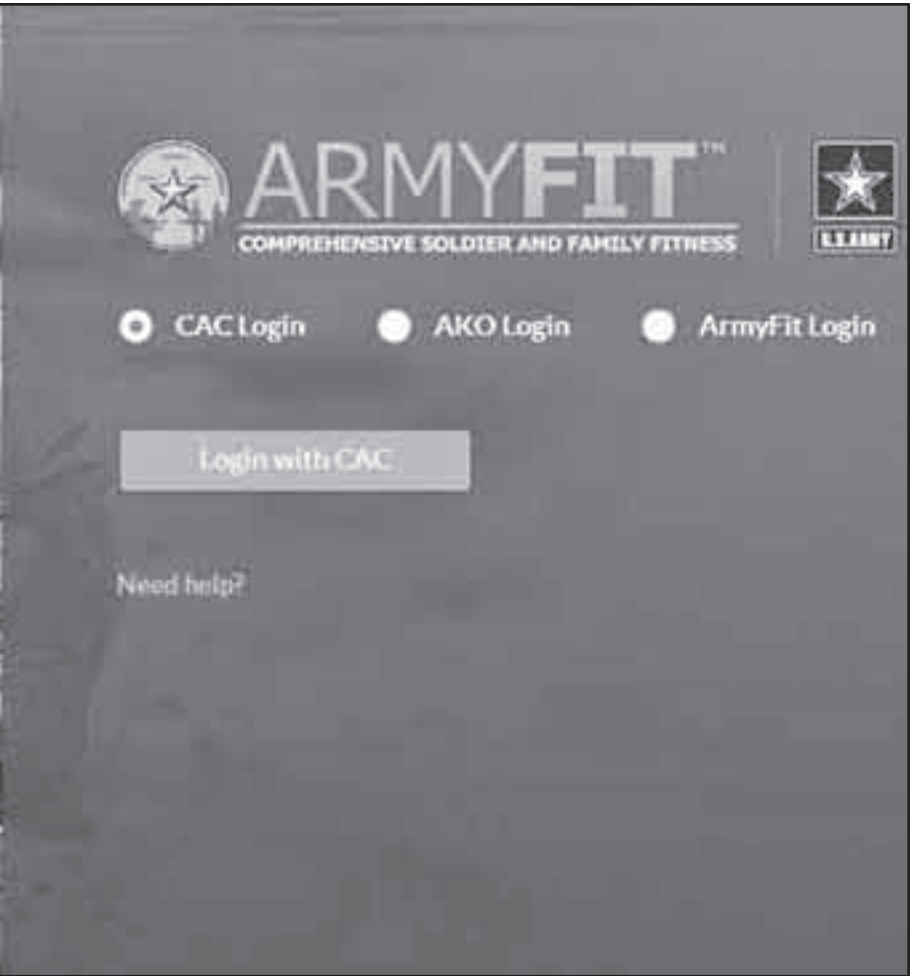 ARMYFIT™
COMPREHENSIVE SOLDIER AND FAMILY FITNESS
U.S.ARMY
CAC Login AKO Login ArmyFit Login
Login with CAC
Need help?